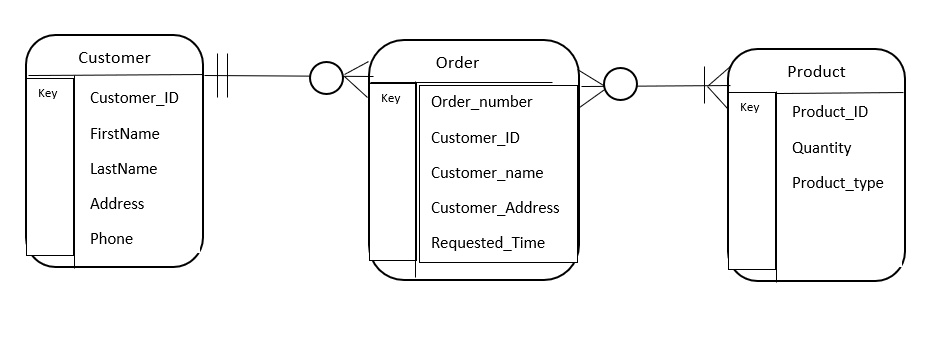 Customer
Key
Customer_ID
FirstName
LastName
Address
Phone
Order
Key
Order_number
Customer_ID
Customer_name
Customer_Address
Requested_Time
Product
Key
Product_ID
Quantity
Product_type